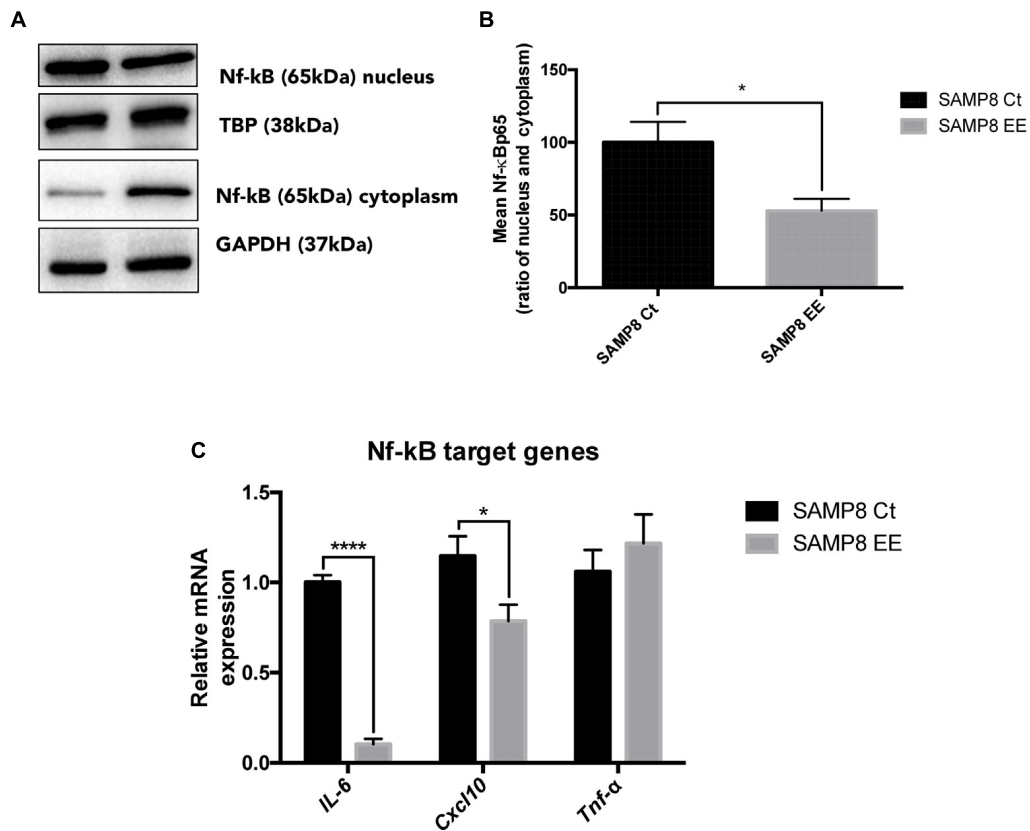 A
Nf-kB (65kDa) nucleus
TBP (38kDa)
Nf-kB (65kDa) cytoplasm
GAPDH (37kDa)
B
Mean Nf-κBp65
(ratio of nucleus and cytoplasm)
150
100
50
0
*
SAMP8 Ct
SAMP8 EE
SAMP8 Ct
SAMP8 EE
C
Nf-kB target genes
Relative mRNA
expression
1.5
1.0
0.5
0.0
****
*
IL-6
Cxcl10
Tnf-α
SAMP8 Ct
SAMP8 EE